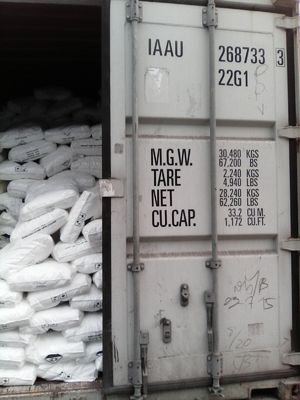 IAAU 268733 3
22G1
M.G.W. 30,480 KGS
67,200 BS
TARE 2,240 KGS
4,940 LBS
NET 28,240 KGS
62,260 LBS
CU.CAP. 33.2 CU M.
1,172 CU.FT.